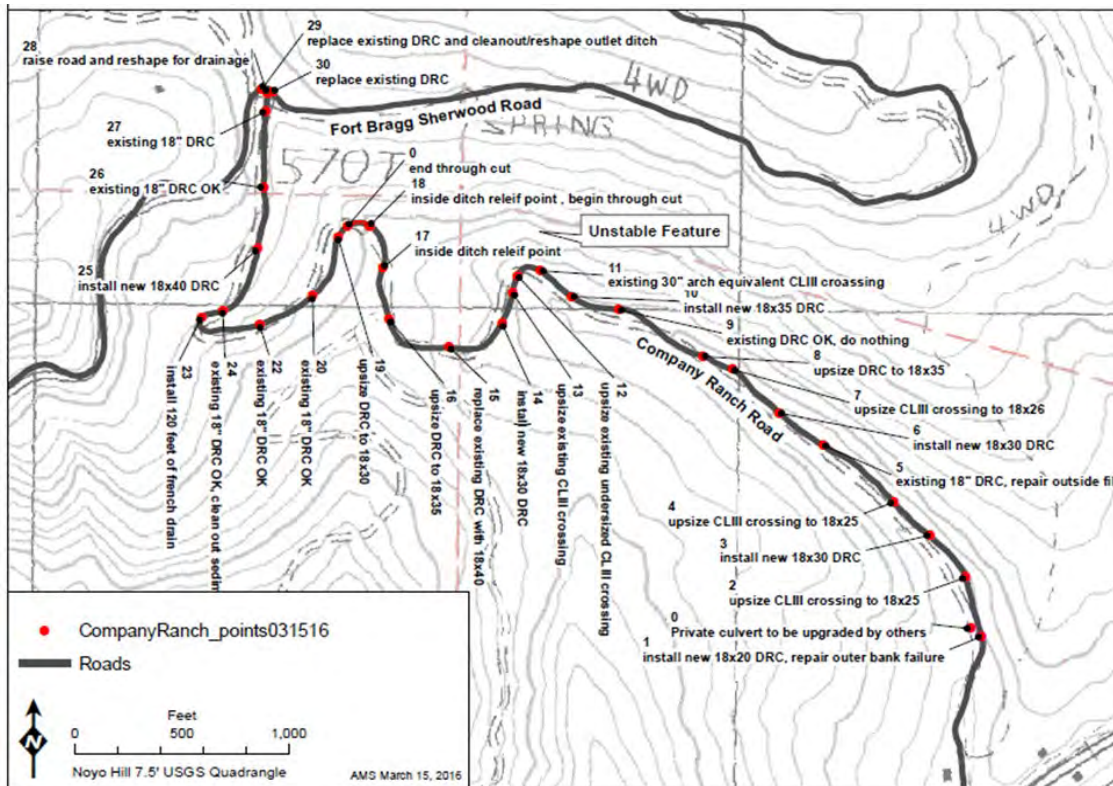 29
replace existing DRC and cleanout/reshape outlet ditch
28
raise road and reshape for drainage
30
replace existing DRC
4WD
Fort Bragg Sherwood Road
SPRING
27
existing 18" DRC
0
end through cut
570T
26
existing 18" DRC OK
18
inside ditch releif point , begin through cut
4WD
Unstable Feature
17
inside ditch releif point
25
install new 18x40 DRC
11
existing 30" arch equivalent CLIII croassing
10
install new 18x35 DRC
9
existing DRC OK, do nothing
Company Ranch Road
8
upsize DRC to 18x35
7
upsize CLIII crossing to 18x26
6
install new 18x30 DRC
5
existing 18" DRC, repair outside fil
23
install 120 feet of french drain
24
existing 18" DRC OK, clean out sedim
22
existing 18" DRC OK
20
existing 18" DRC OK
19
upsize DRC to 18x30
16
upsize DRC to 18x35
15
replace existing DRC with 18x40
14
install new 18x30 DRC
13
upsize existing CLIII crossing
12
upsize existing undersized CLIII crossing
4
upsize CLIII crossing to 18x25
3
install new 18x30 DRC
2
upsize CLIII crossing to 18x25
0
Private culvert to be upgraded by others
1
install new 18x20 DRC, repair outer bank failure
CompanyRanch_points031516
Roads
N
Feet
0 500 1,000
Noyo Hill 7.5' USGS Quadrangle
AMS March 15, 2016